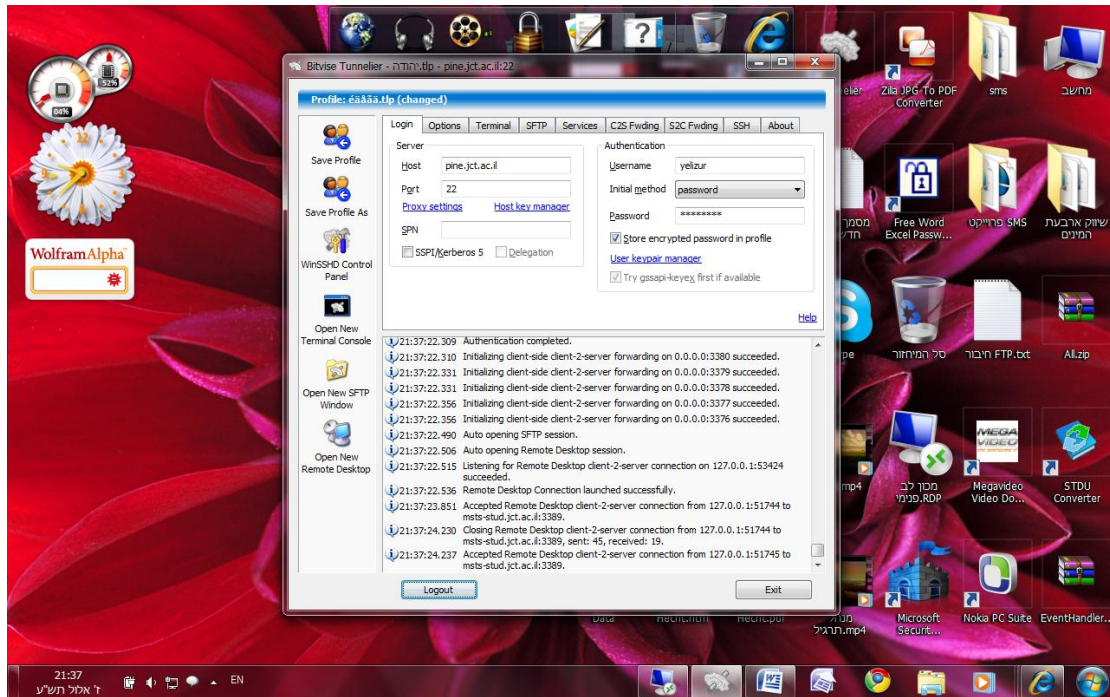 Bitvise Tunnelier - יהודה.tlp - pine.jct.ac.il:22
Profile: éäåãä.tlp (changed)
Save Profile
Save Profile As
WinSSHD Control
Panel
Open New
Terminal Console
Open New SFTP
Window
Open New
Remote Desktop
Login
Options
Terminal
SFTP
Services
C2S Fwding
S2C Fwding
SSH
About
Server
Host
pine.jct.ac.il
Port
22
Proxy settings
Host key manager
SPN
SSPI/Kerberos 5
Delegation
Authentication
Username
yelizur
Initial method
password
Password
********
Store encrypted password in profile
User keypair manager
Try gssapi-keyex first if available
Help
21:37:22.309 Authentication completed.
21:37:22.310 Initializing client-side client-2-server forwarding on 0.0.0.0:3380 succeeded.
21:37:22.331 Initializing client-side client-2-server forwarding on 0.0.0.0:3379 succeeded.
21:37:22.331 Initializing client-side client-2-server forwarding on 0.0.0.0:3378 succeeded.
21:37:22.356 Initializing client-side client-2-server forwarding on 0.0.0.0:3377 succeeded.
21:37:22.356 Initializing client-side client-2-server forwarding on 0.0.0.0:3376 succeeded.
21:37:22.490 Auto opening SFTP session.
21:37:22.506 Auto opening Remote Desktop session.
21:37:22.515 Listening for Remote Desktop client-2-server connection on 127.0.0.1:53424
succeeded.
21:37:22.536 Remote Desktop Connection launched successfully.
21:37:23.851 Accepted Remote Desktop client-2-server connection from 127.0.0.1:51744 to
msts-stud.jct.ac.il:3389.
21:37:24.230 Closing Remote Desktop client-2-server connection from 127.0.0.1:51744 to
msts-stud.jct.ac.il:3389, sent: 45, received: 19.
21:37:24.237 Accepted Remote Desktop client-2-server connection from 127.0.0.1:51745 to
msts-stud.jct.ac.il:3389.
Logout
Exit
52%
04%
WolframAlpha
elier
Zilla JPG To PDF
Converter
sms
מחשב
מסמך
חדש
Free Word
Excel Passw...
פרוייקט SMS
שיווק ארבעת
המינים
סל המיחזור
חיבור FTP.txt
All.zip
mp4
מכון לב
פנימי.RDP
MEGA
VIDEO
Megavideo
Video Do...
STDU
Converter
Data
תרגיל.mp4
Microsoft
Securit...
Nokia PC Suite
EventHandler...
21:37
ז' אלול תש"ע
EN